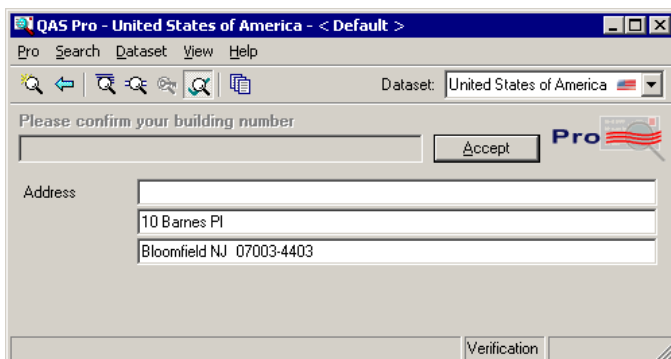 QAS Pro - United States of America - < Default >
Pro Search Dataset View Help
Dataset: United States of America
Please confirm your building number
Accept
Pro
Address
10 Barnes Pl
Bloomfield NJ 07003-4403
Verification